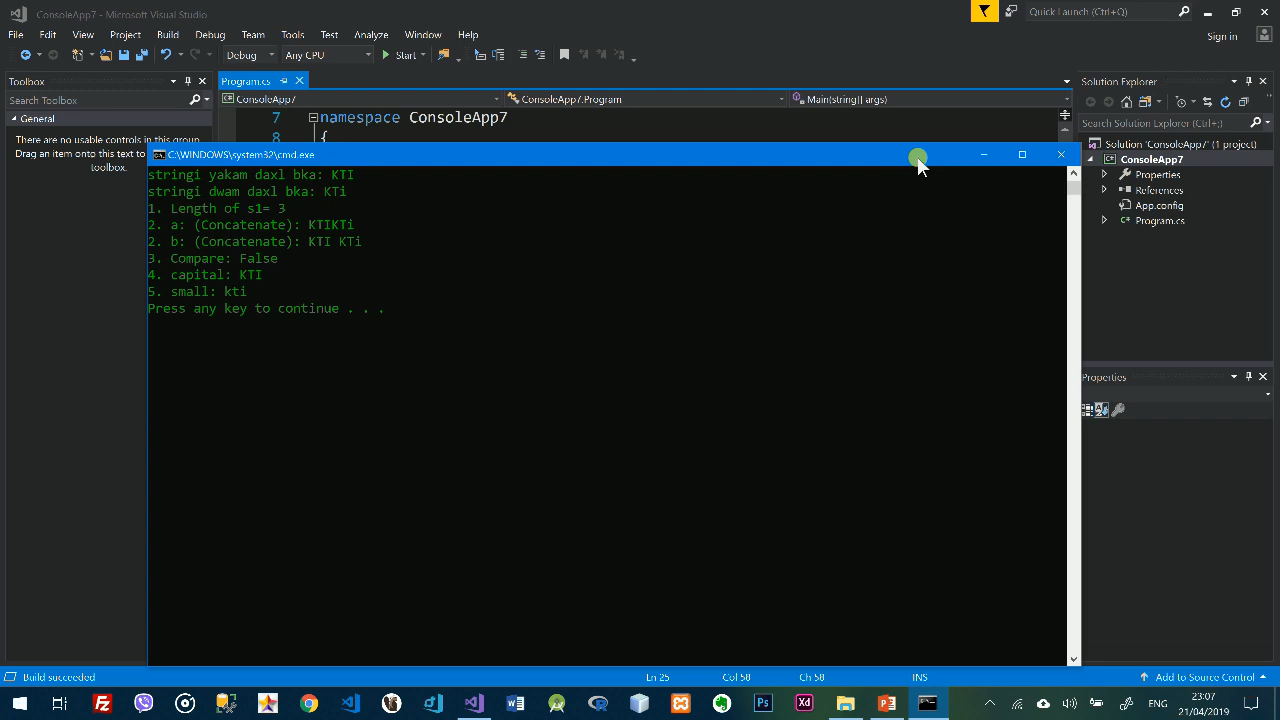 ConsoleApp7 - Microsoft Visual Studio
Quick Launch (Ctrl+Q)
File Edit View Project Build Debug Team Tools Test Analyze Window Help
Sign in
Debug Any CPU Start
Toolbox
Program.cs
Solution Explorer
Search Toolbox
ConsoleApp7 ConsoleApp7.Program Main(string[] args)
General
7 namespace ConsoleApp7
8 {
Search Solution Explorer (Ctrl+;)
There are no usable controls in this group.
Drag an item onto this text to
toolbox.
Solution 'ConsoleApp7' (1 project)
ConsoleApp7
Properties
References
App.config
Program.cs
C:\WINDOWS\system32\cmd.exe
stringi yakam daxl bka: KTI
stringi dwam daxl bka: KTi
1. Length of s1= 3
2. a: (Concatenate): KTIKTi
2. b: (Concatenate): KTI KTi
3. Compare: False
4. capital: KTI
5. small: kti
Press any key to continue . . .
Properties
Build succeeded Ln 25 Col 58 Ch 58 INS Add to Source Control
ENG
23:07
21/04/2019